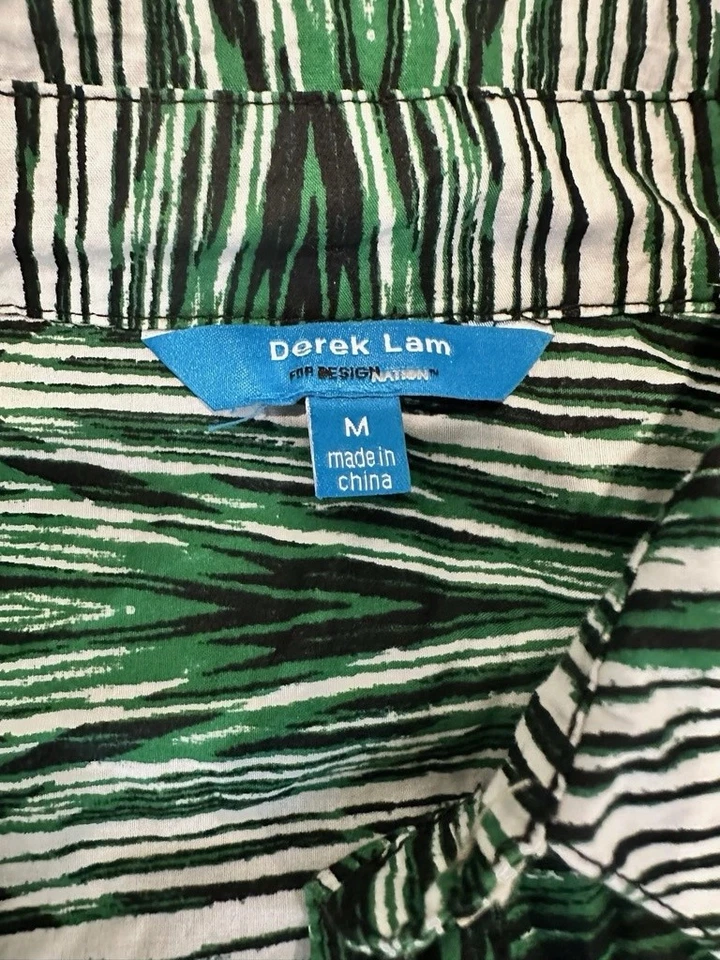 Derek Lam
FOR DESIGNNATION™
M
made in
china